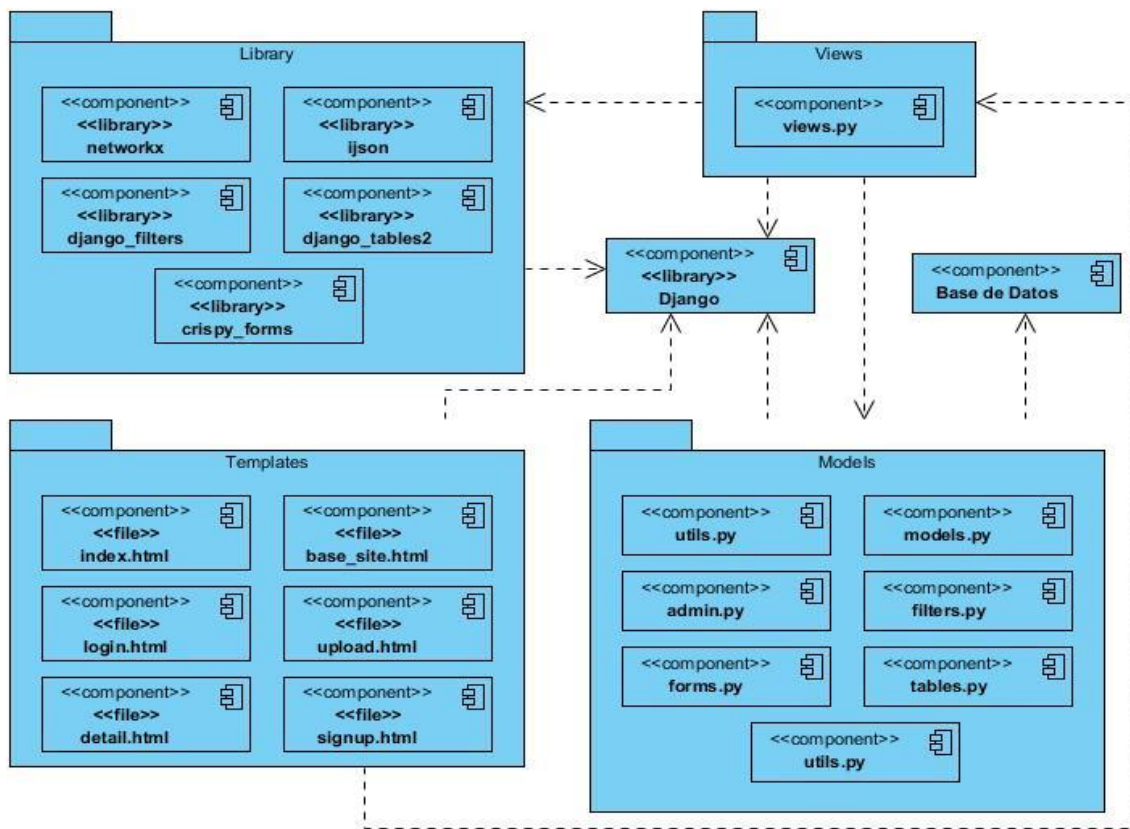 Library
<<component>>
<<library>>
networkx
<<component>>
<<library>>
ijson
<<component>>
<<library>>
django_filters
<<component>>
<<library>>
django_tables2
<<component>>
<<library>>
crispy_forms
Views
<<component>>
views.py
<<component>>
<<library>>
Django
<<component>>
Base de Datos
Templates
<<component>>
<<file>>
index.html
<<component>>
<<file>>
base_site.html
<<component>>
<<file>>
login.html
<<component>>
<<file>>
upload.html
<<component>>
<<file>>
detail.html
<<component>>
<<file>>
signup.html
Models
<<component>>
utils.py
<<component>>
models.py
<<component>>
admin.py
<<component>>
filters.py
<<component>>
forms.py
<<component>>
tables.py
<<component>>
utils.py